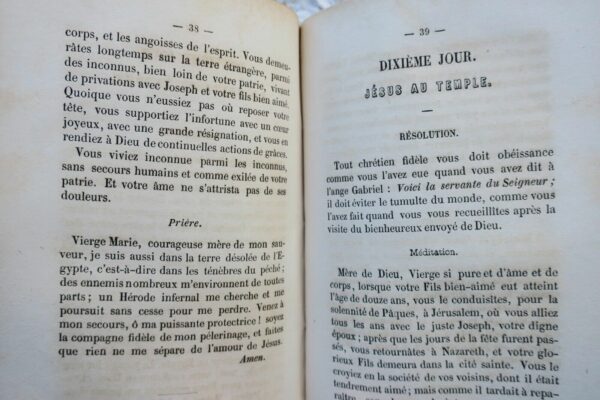 — 38 —
corps, et les angoisses de l'esprit. Vous demeu-
râtes longtemps sur la terre étrangère, parmi
des inconnus, bien loin de votre patrie, vivant
de privations avec Joseph et votre fils bien aimé.
Quoique vous n'eussiez pas où reposer votre
tête, vous supportiez l'infortune avec un cœur
joyeux, avec une grande résignation, et vous en
rendiez à Dieu de continuelles actions de grâces.
Vous viviez inconnue parmi les inconnus,
sans secours humains et comme exilée de votre
patrie. Et votre âme ne s'attrista pas de ses
douleurs.
Prière.
Vierge Marie, courageuse mère de mon sau-
veur, je suis aussi dans la terre désolée de l'É-
gypte, c'est-à-dire dans les ténèbres du péché;
des ennemis nombreux m'environnent de toutes
parts; un Hérode infernal me cherche et me
poursuit sans cesse pour me perdre. Venez à
mon secours, ô ma puissante protectrice! soyez
la compagne fidèle de mon pélerinage, et faites
que rien ne me sépare de l'amour de Jésus.
Amen.
— 39 —
DIXIÈME JOUR.
JÉSUS AU TEMPLE.
RÉSOLUTION.
Tout chrétien fidèle vous doit obéissance
comme vous l'avez eue quand vous avez dit à
l'ange Gabriel : Voici la servante du Seigneur;
il doit éviter le tumulte du monde, comme vous
l'avez fait quand vous vous recueillîtes après la
visite du bienheureux envoyé de Dieu.
Méditation.
Mère de Dieu, Vierge si pure et d'âme et de
corps, lorsque votre Fils bien-aimé eut atteint
l'âge de douze ans, vous le conduisîtes, pour la
solennité de Pâques, à Jérusalem, où vous alliez
tous les ans avec le juste Joseph, votre digne
époux; après que les jours de la fête furent pas-
sés, vous retournâtes à Nazareth, et votre glo-
rieux Fils demeura dans la cité sainte. Vous le
croyiez en la société de vos voisins, dont il était
tendrement aimé; mais comme il tardait à repa-
raître,